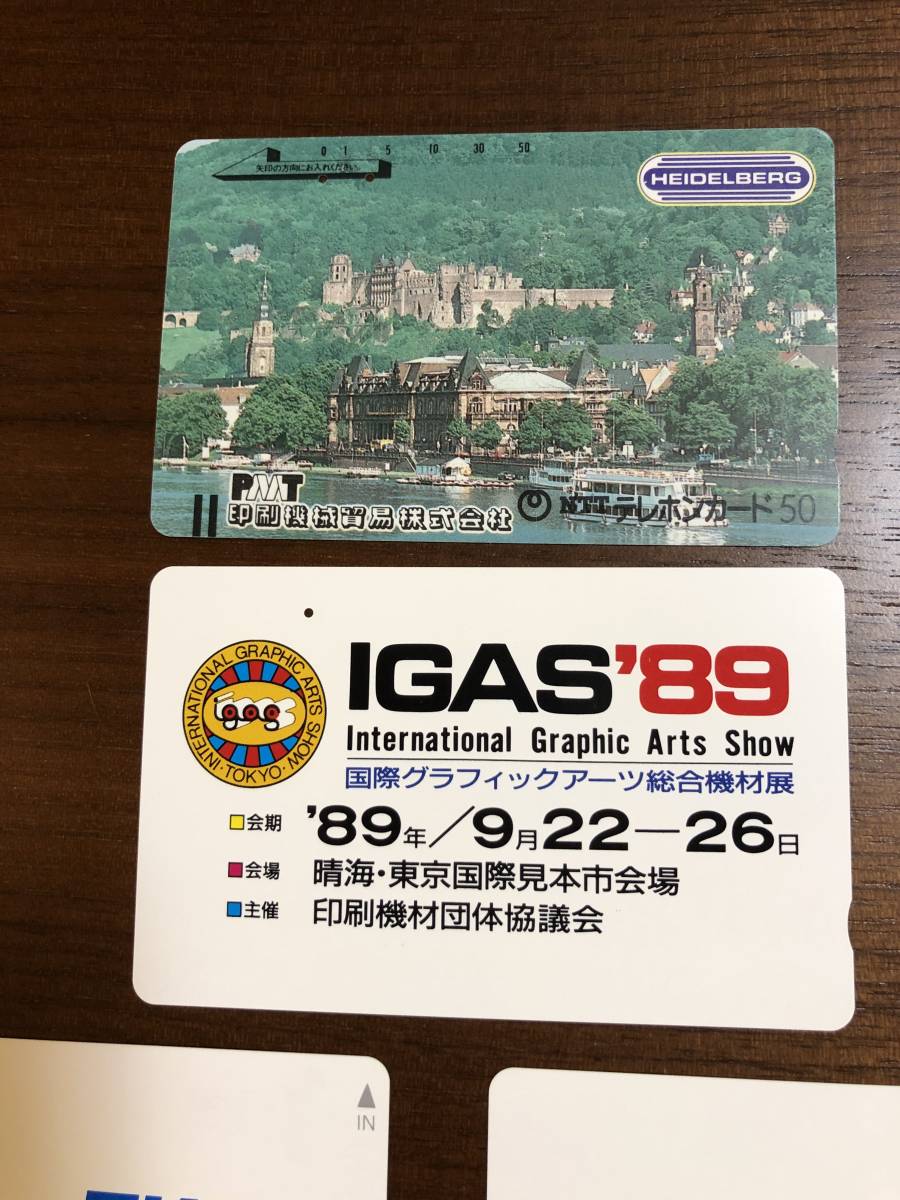 0 1 5 10 30 50
矢印の方向にお入れください。
HEIDELBERG
PMT
印刷機械貿易株式会社
NTT テレホンカード 50
IGAS'89
International Graphic Arts Show
国際グラフィックアーツ総合機材展
INTERNATIONAL GRAPHIC ARTS SHOW
igas
・TOKYO・
会期 '89年/9月22―26日
会場 晴海・東京国際見本市会場
主催 印刷機材団体協議会
IN